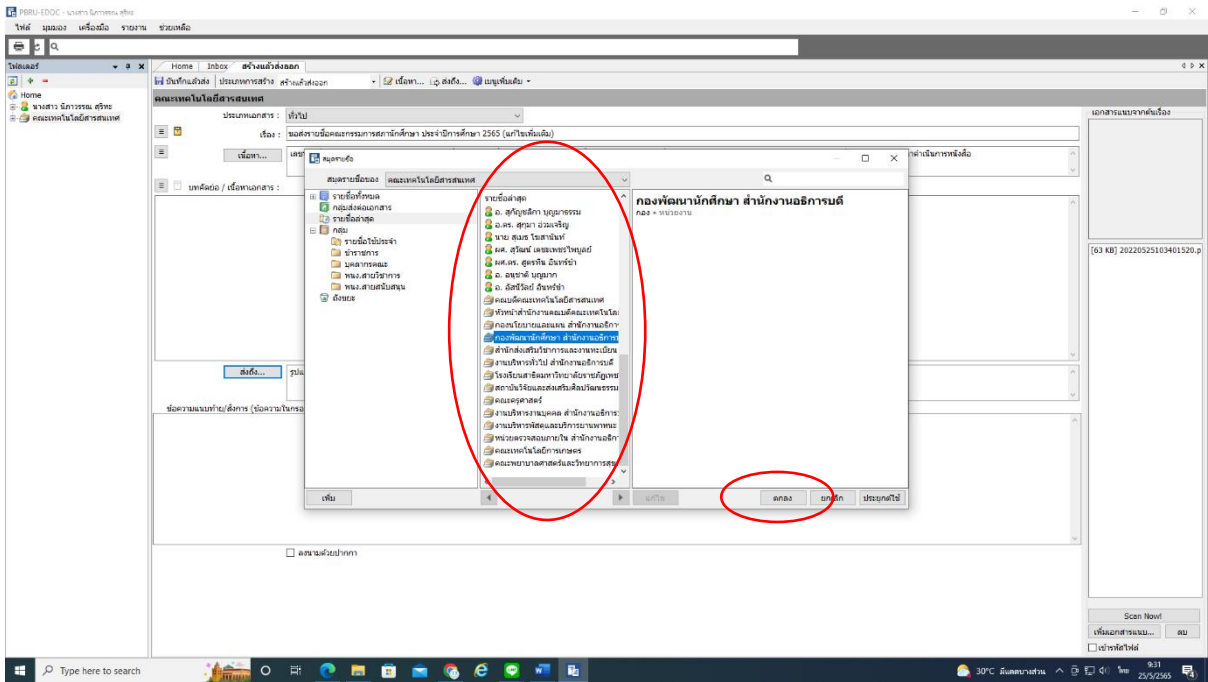 PBRU-EDOC - นางสาว นิภาวรรณ สุริทะ
ไฟล์ มุมมอง เครื่องมือ รายงาน ช่วยเหลือ
โฟลเดอร์
Home Inbox สร้างแล้วส่งออก
บันทึกแล้วส่ง ประเภทการสร้าง สร้างแล้วส่งออก เนื้อหา... ส่งถึง... เมนูเพิ่มเติม
Home
คณะเทคโนโลยีสารสนเทศ
คณะเทคโนโลยีสารสนเทศ
ประเภทเอกสาร : ทั่วไป
เรื่อง : ขอส่งรายชื่อคณะกรรมการสภานักศึกษา ประจำปีการศึกษา 2565 (แก้ไขเพิ่มเติม)
เนื้อหา...
บทคัดย่อ / เนื้อหาเอกสาร :
ส่งถึง...
ข้อความแนบท้าย/สั่งการ (ข้อความในกรอ
ลงนามด้วยปากกา
สมุดรายชื่อ
สมุดรายชื่อของ คณะเทคโนโลยีสารสนเทศ
รายชื่อทั้งหมด
กลุ่มส่งต่อเอกสาร
รายชื่อล่าสุด
กลุ่ม
รายชื่อใช้ประจำ
ข้าราชการ
บุคลากรคณะ
พนง.สายวิชาการ
พนง.สายสนับสนุน
ถังขยะ
รายชื่อล่าสุด
อ. สุกัญชลิกา บุญมาธรรม
อ.ดร. สุกุมา อ่วมเจริญ
นาย สุเมธ โมสานันท์
ผศ. สุวัฒน์ เดชะเพชรไพบูลย์
อ. อนุชาติ บุญมาก
คณบดีคณะเทคโนโลยีสารสนเทศ
หัวหน้าสำนักงานคณบดีคณะเทคโนโล
กองนโยบายและแผน สำนักงานอธิการ
กองพัฒนานักศึกษา สำนักงานอธิการบ
สำนักส่งเสริมวิชาการและงานทะเบียน
งานบริหารทั่วไป สำนักงานอธิการบดี
โรงเรียนสาธิตมหาวิทยาลัยราชภัฏเพช
สถาบันวิจัยและส่งเสริมศิลปวัฒนธรรม
คณะครุศาสตร์
งานบริหารงานบุคคล สำนักงานอธิการ
งานบริหารพัสดุและบริการยานพาหนะ
หน่วยตรวจสอบภายใน สำนักงานอธิกา
คณะเทคโนโลยีการเกษตร
คณะพยาบาลศาสตร์และวิทยาการสุข
กองพัฒนานักศึกษา สำนักงานอธิการบดี
กอง • หน่วยงาน
เพิ่ม แก้ไข ตกลง ยกเลิก ประยุกต์ใช้
เอกสารแนบจากต้นเรื่อง
[63 KB] 20220525103401520.p
Scan Now!
เพิ่มเอกสารแนบ... ลบ
เข้ารหัสไฟล์
Type here to search
30°C มีแดดบางส่วน
ไทย
9:31
25/5/2565